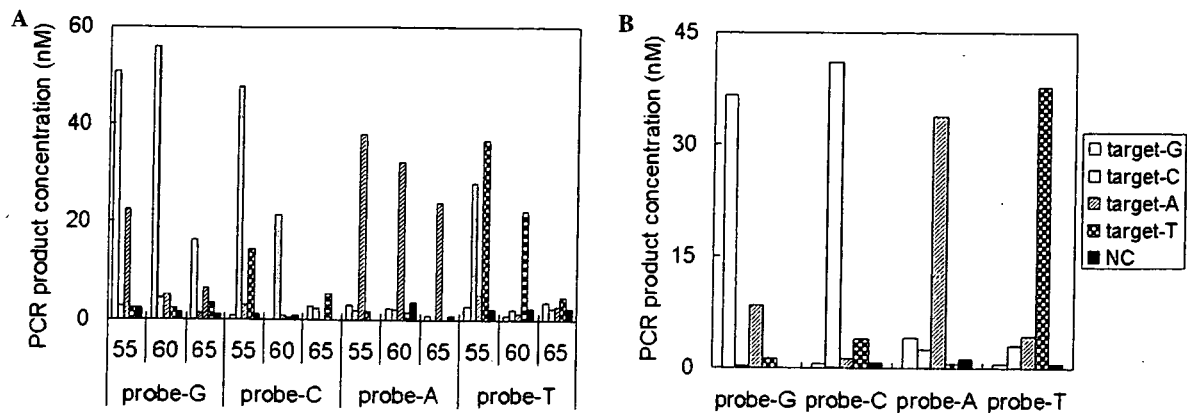 A
PCR product concentration (nM)
60
40
20
0
55 60 65 55 60 65 55 60 65 55 60 65
probe-G probe-C probe-A probe-T
B
PCR product concentration (nM)
45
30
15
0
probe-G probe-C probe-A probe-T
target-G
target-C
target-A
target-T
NC